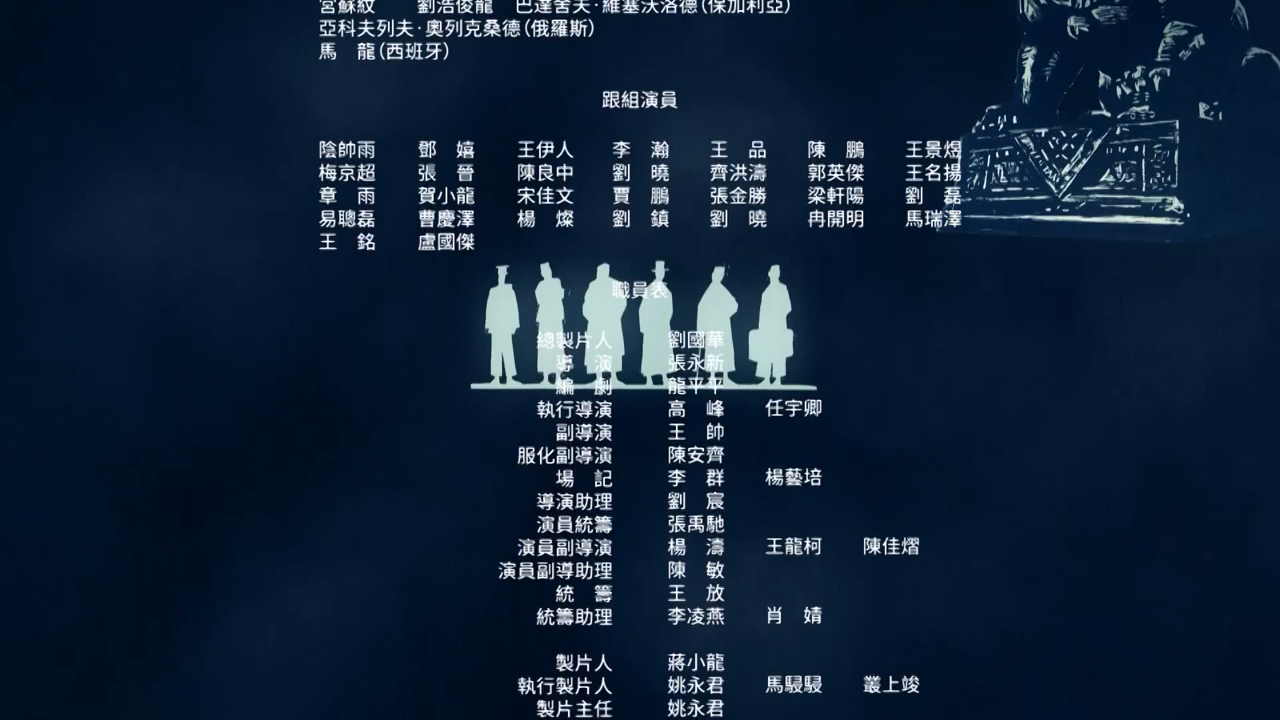 宮蘇紋 劉浩俊龍 巴達舍夫·維塞沃洛德(保加利亞)
亞科夫列夫·奧列克桑德(俄羅斯)
馬 龍(西班牙)
跟組演員
陰帥雨 鄧 嬉 王伊人 李 瀚 王 品 陳 鵬 王景煜
梅京超 張 晉 陳良中 劉 曉 齊洪濤 郭英傑 王名揚
章 雨 賀小龍 宋佳文 賈 鵬 張金勝 梁軒陽 劉 磊
易聰磊 曹慶澤 楊 燦 劉 鎮 劉 曉 冉開明 馬瑞澤
王 銘 盧國傑
職員表
總製片人 劉國華
導 演 張永新
編 劇 龍平平
執行導演 高 峰 任宇卿
副導演 王 帥
服化副導演 陳安齊
場 記 李 群 楊藝培
導演助理 劉 宸
演員統籌 張禹馳
演員副導演 楊 濤 王龍柯 陳佳熠
演員副導助理 陳 敏
統 籌 王 放
統籌助理 李凌燕 肖 婧
製片人 蔣小龍
執行製片人 姚永君 馬駸駸 叢上竣
製片主任 姚永君